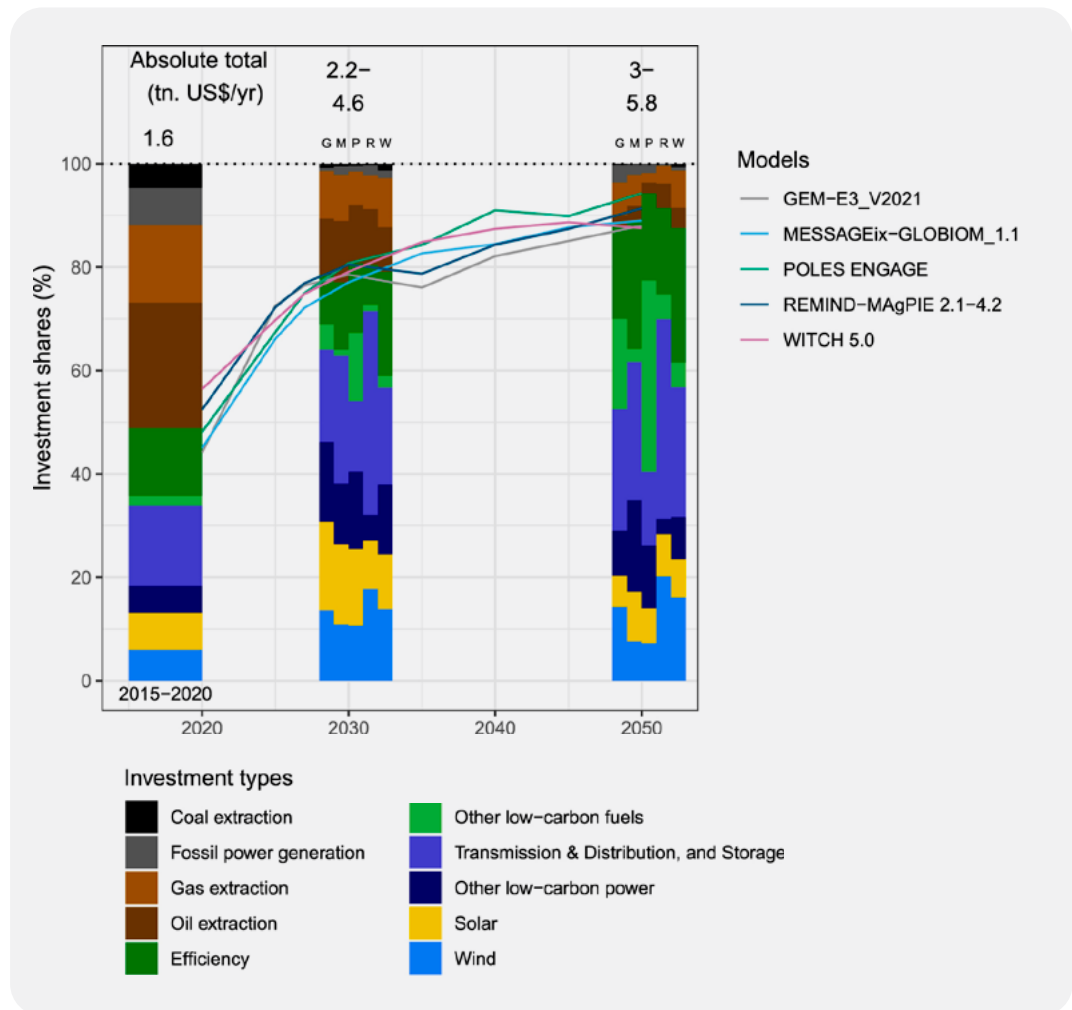 Absolute total
(tn. US$/yr)
1.6
2.2−
4.6
3−
5.8
G M P R W
G M P R W
100
80
60
40
20
0
Investment shares (%)
2015−2020
2020
2030
2040
2050
Models
GEM−E3_V2021
MESSAGEix−GLOBIOM_1.1
POLES ENGAGE
REMIND−MAgPIE 2.1−4.2
WITCH 5.0
Investment types
Coal extraction
Fossil power generation
Gas extraction
Oil extraction
Efficiency
Other low−carbon fuels
Transmission & Distribution, and Storage
Other low−carbon power
Solar
Wind